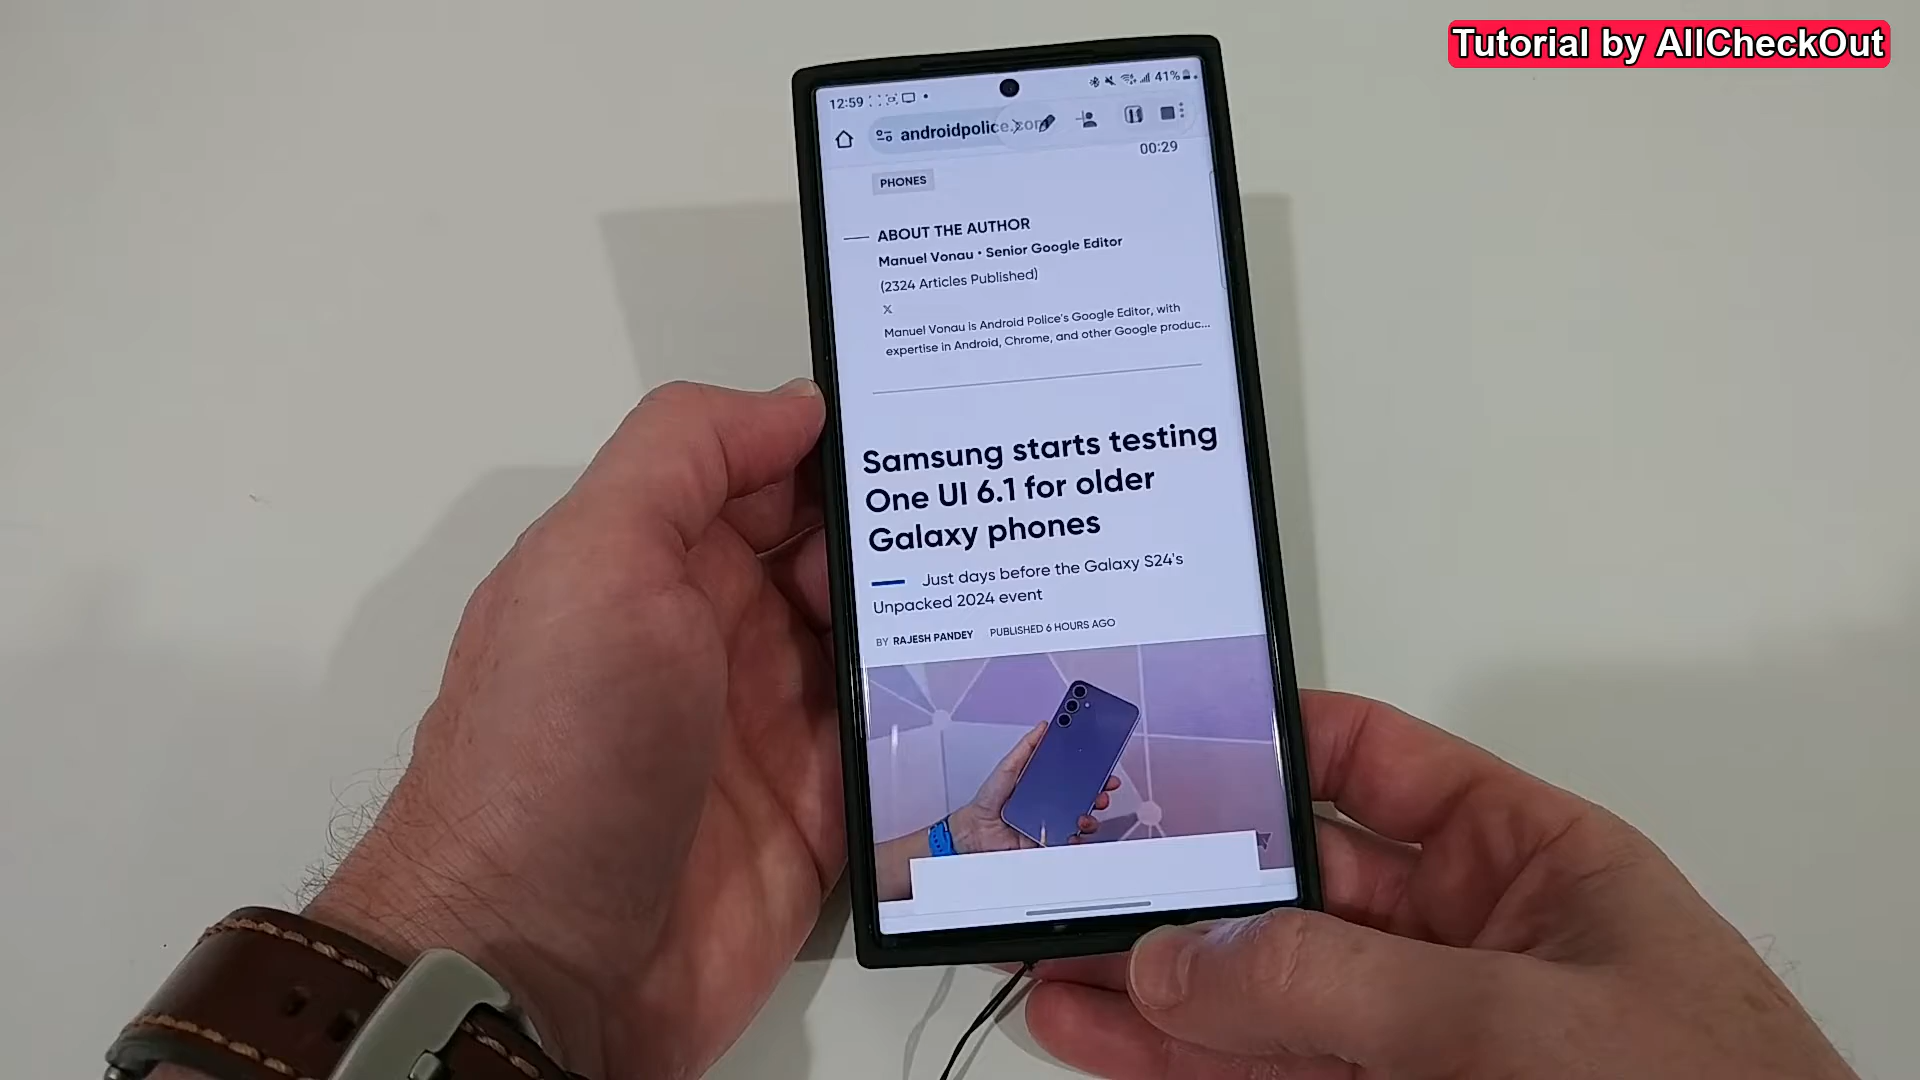 Tutorial by AllCheckOut
12:59
41%
androidpolice.com
00:29
PHONES
ABOUT THE AUTHOR
Manuel Vonau • Senior Google Editor
(2324 Articles Published)
X
Manuel Vonau is Android Police's Google Editor, with
expertise in Android, Chrome, and other Google produc...
Samsung starts testing
One UI 6.1 for older
Galaxy phones
Just days before the Galaxy S24's
Unpacked 2024 event
BY RAJESH PANDEY PUBLISHED 6 HOURS AGO